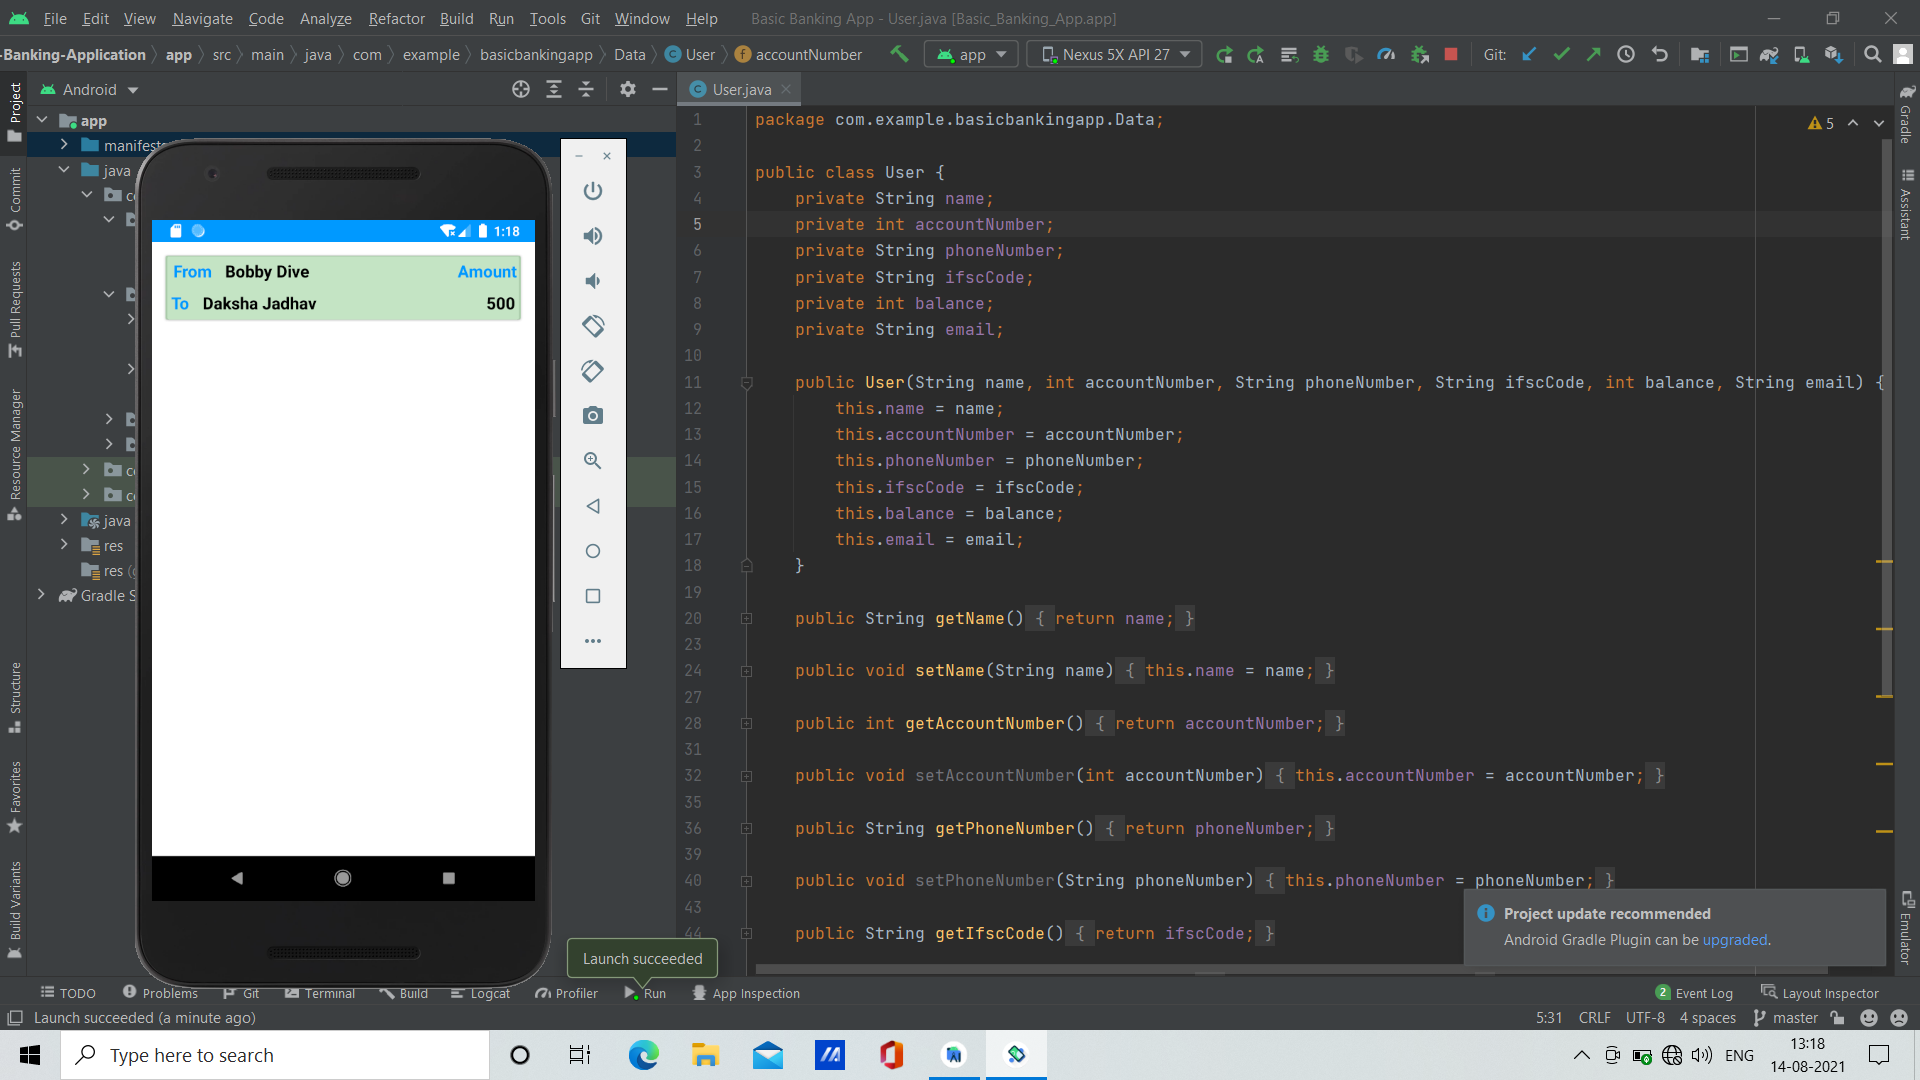 File Edit View Navigate Code Analyze Refactor Build Run Tools Git Window Help Basic Banking App - User.java [Basic_Banking_App.app]
-Banking-Application app src main java com example basicbankingapp Data User accountNumber app Nexus 5X API 27 Git:
Android
User.java
app
manifests
java
java
res
res
Gradle S
Project
Commit
Pull Requests
Resource Manager
Structure
Favorites
Build Variants
Gradle
Assistant
Emulator
1:18
From Bobby Dive Amount
To Daksha Jadhav 500
5
1 package com.example.basicbankingapp.Data;
2
3 public class User {
4 private String name;
5 private int accountNumber;
6 private String phoneNumber;
7 private String ifscCode;
8 private int balance;
9 private String email;
10
11 public User(String name, int accountNumber, String phoneNumber, String ifscCode, int balance, String email) {
12 this.name = name;
13 this.accountNumber = accountNumber;
14 this.phoneNumber = phoneNumber;
15 this.ifscCode = ifscCode;
16 this.balance = balance;
17 this.email = email;
18 }
19
20 public String getName() { return name; }
23
24 public void setName(String name) { this.name = name; }
27
28 public int getAccountNumber() { return accountNumber; }
31
32 public void setAccountNumber(int accountNumber) { this.accountNumber = accountNumber; }
35
36 public String getPhoneNumber() { return phoneNumber; }
39
40 public void setPhoneNumber(String phoneNumber) { this.phoneNumber = phoneNumber; }
43
44 public String getIfscCode() { return ifscCode; }
Project update recommended
Android Gradle Plugin can be upgraded.
Launch succeeded
TODO Problems Git Terminal Build Logcat Profiler Run App Inspection 2 Event Log Layout Inspector
Launch succeeded (a minute ago) 5:31 CRLF UTF-8 4 spaces master
Type here to search
ENG
13:18
14-08-2021